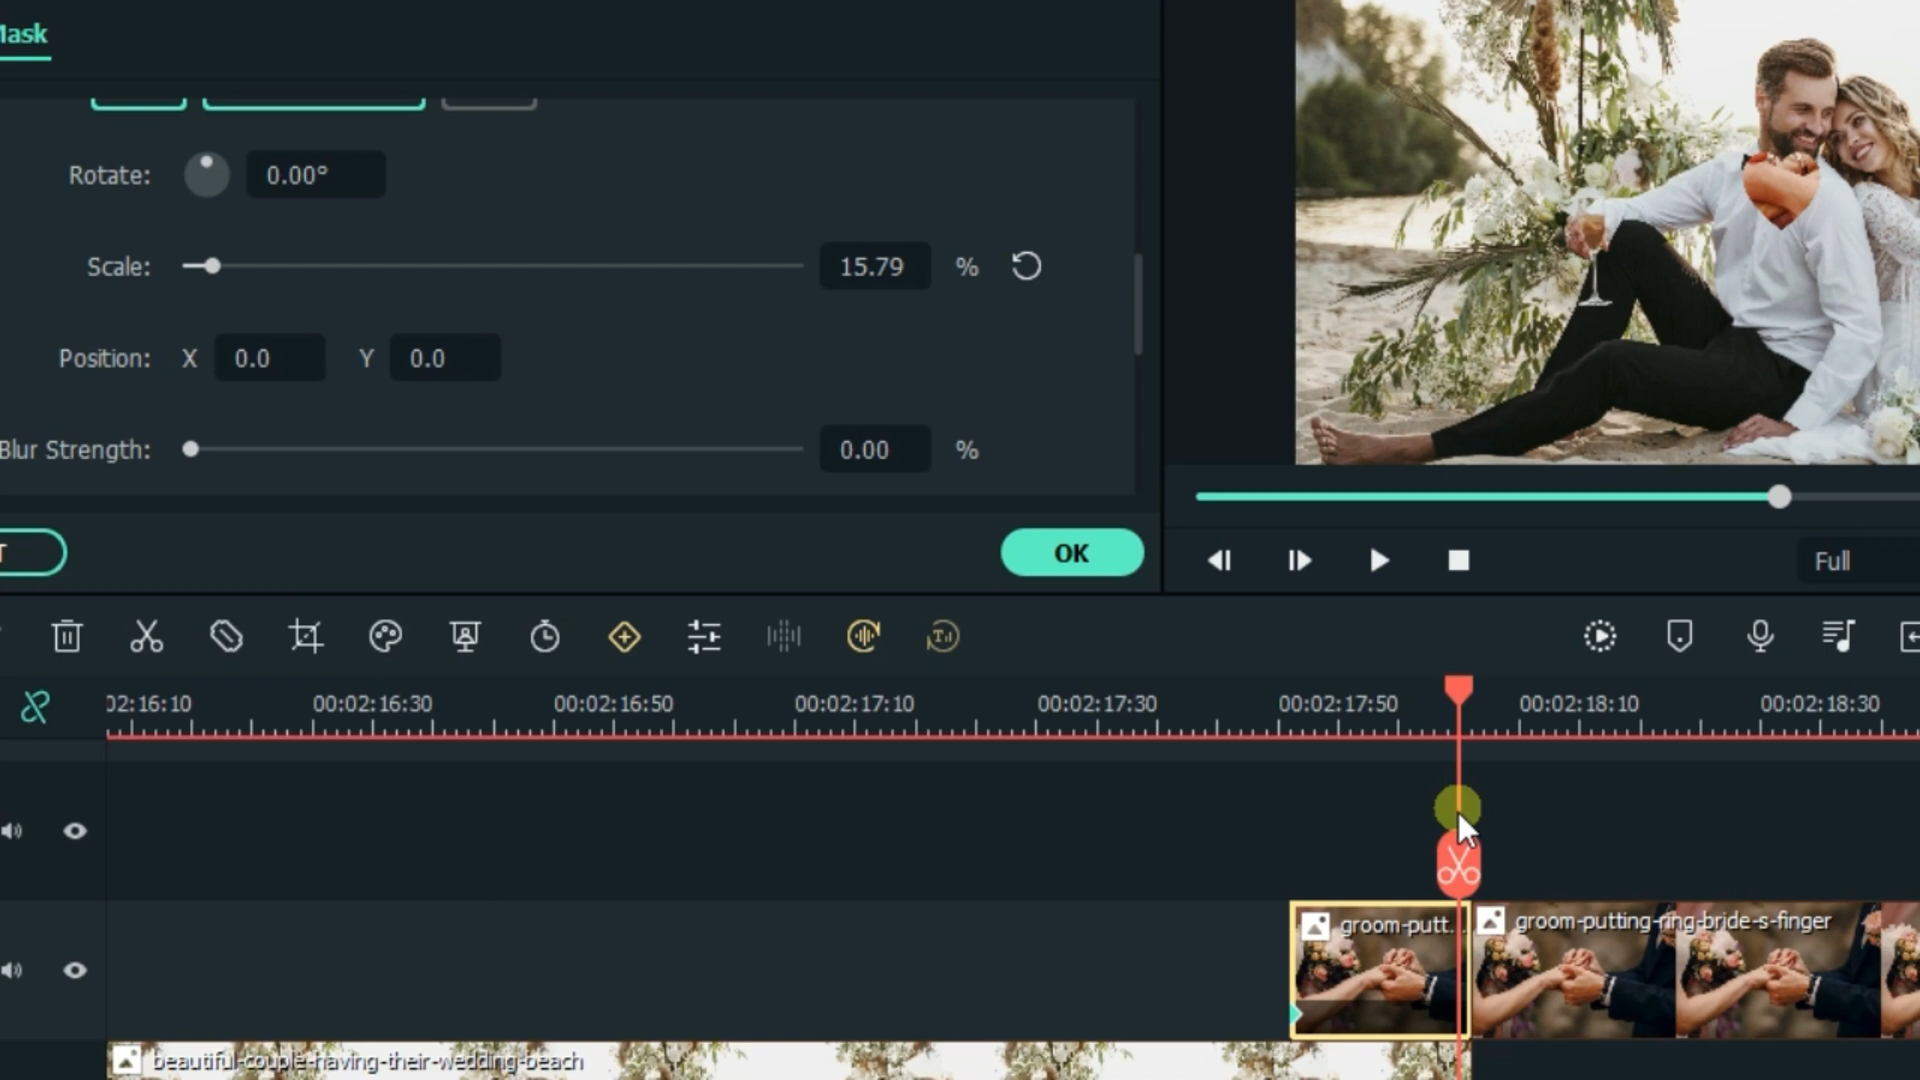 Mask
Rotate: 0.00°
Scale: 15.79 %
Position: X 0.0 Y 0.0
Blur Strength: 0.00 %
T
OK
Full
02:16:10 00:02:16:30 00:02:16:50 00:02:17:10 00:02:17:30 00:02:17:50 00:02:18:10 00:02:18:30
groom-putt... groom-putting-ring-bride-s-finger
beautiful-couple-having-their-wedding-beach